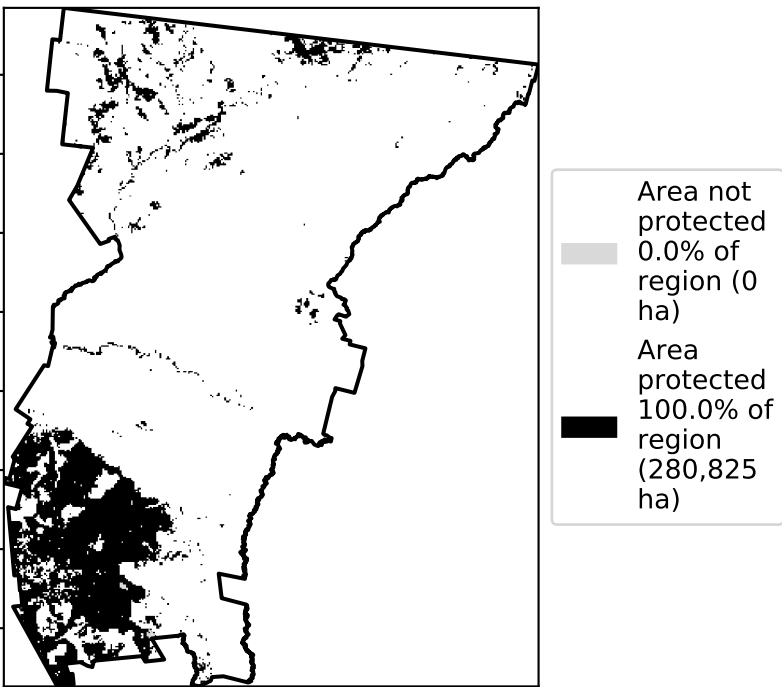 Area not
protected
0.0% of
region (0
ha)
Area
protected
100.0% of
region
(280,825
ha)